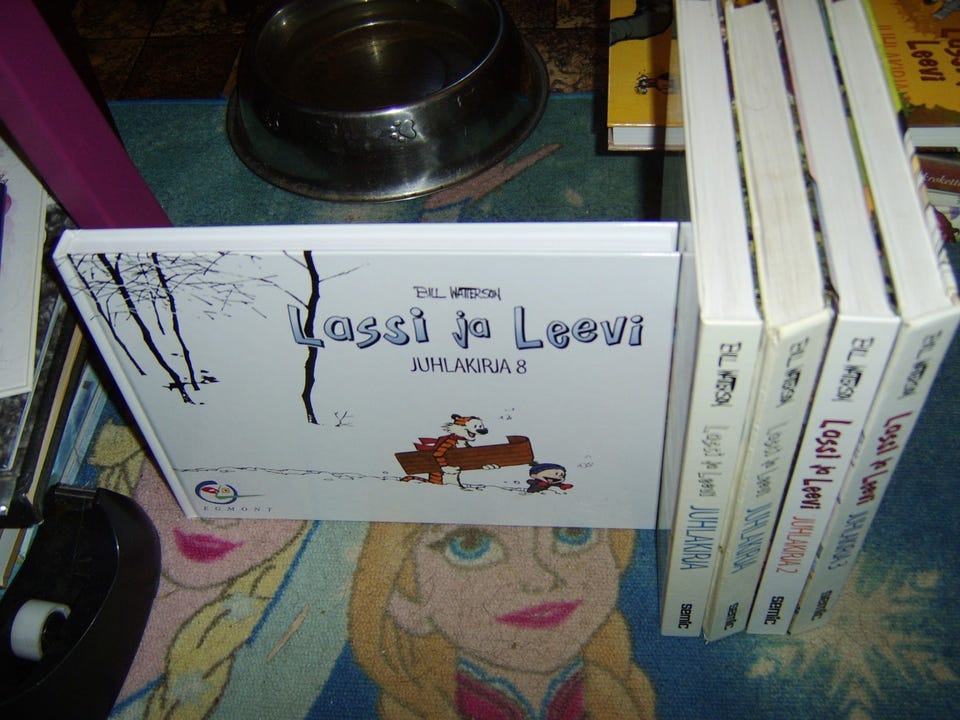 BILL WATTERSON
Lassi ja Leevi
JUHLAKIRJA 8
EGMONT
BILL WATTERSON Lassi ja Leevi JUHLAKIRJA semic
BILL WATTERSON Lassi ja Leevi JUHLAKIRJA semic
BILL WATTERSON Lassi ja Leevi JUHLAKIRJA 2 semic
BILL WATTERSON Lassi ja Leevi JUHLAKIRJA 3 semic
Lassi
Leevi